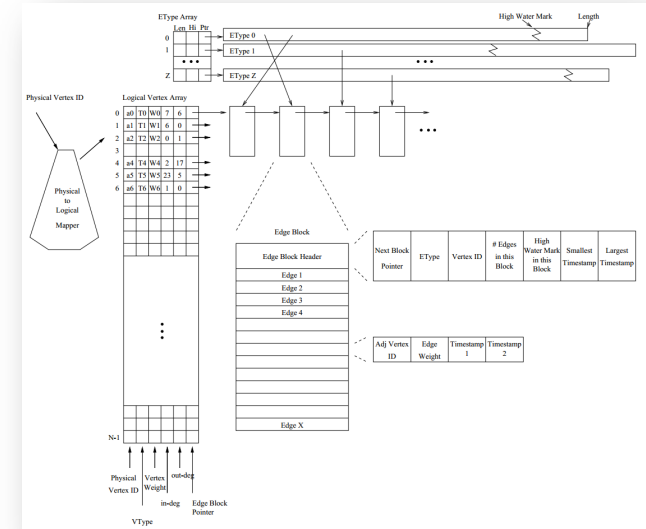 EType Array
Len Hi Ptr
High Water Mark
Length
0
EType 0
1
EType 1
• • •
• • •
Z
EType Z
Physical Vertex ID
Logical Vertex Array
0 a0 T0 W0 7 6
1 a1 T1 W1 6 0
2 a2 T2 W2 0 1
3
4 a4 T4 W4 2 17
5 a5 T5 W5 23 5
6 a6 T6 W6 1 0
• • •
Physical
to
Logical
Mapper
Edge Block
Edge Block Header
Edge 1
Edge 2
Edge 3
Edge 4
Edge X
Next Block
Pointer
EType
Vertex ID
# Edges
in this
Block
High
Water Mark
in this
Block
Smallest
Timestamp
Largest
Timestamp
Adj Vertex
ID
Edge
Weight
Timestamp
1
Timestamp
2
N-1
Physical
Vertex ID
VType
Vertex
Weight
in-deg
out-deg
Edge Block
Pointer